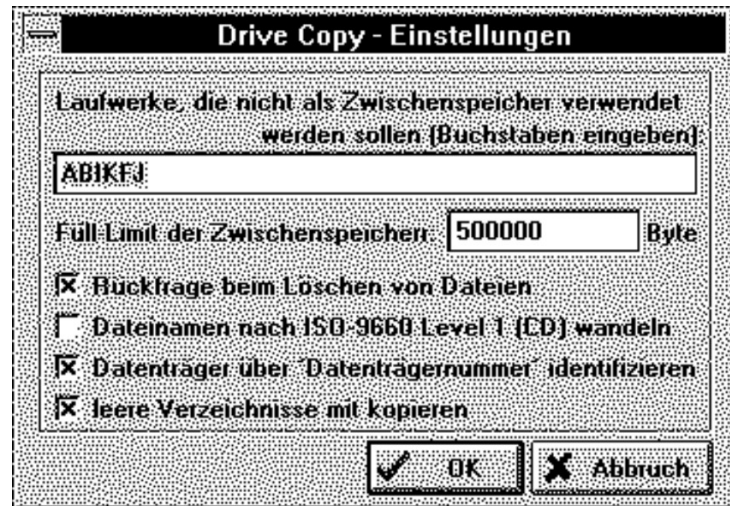 Drive Copy - Einstellungen
Laufwerke, die nicht als Zwischenspeicher verwendet
werden sollen (Buchstaben eingeben):
ABIKFJ
Full Limit der Zwischenspeicherr. 500000 Byte
Rückfrage beim Löschen von Dateien
Dateinamen nach ISO-9660 Level 1 (CD) wandeln
Datenträger über 'Datenträgernummer' identifizieren
leere Verzeichnisse mit kopieren
OK Abbruch